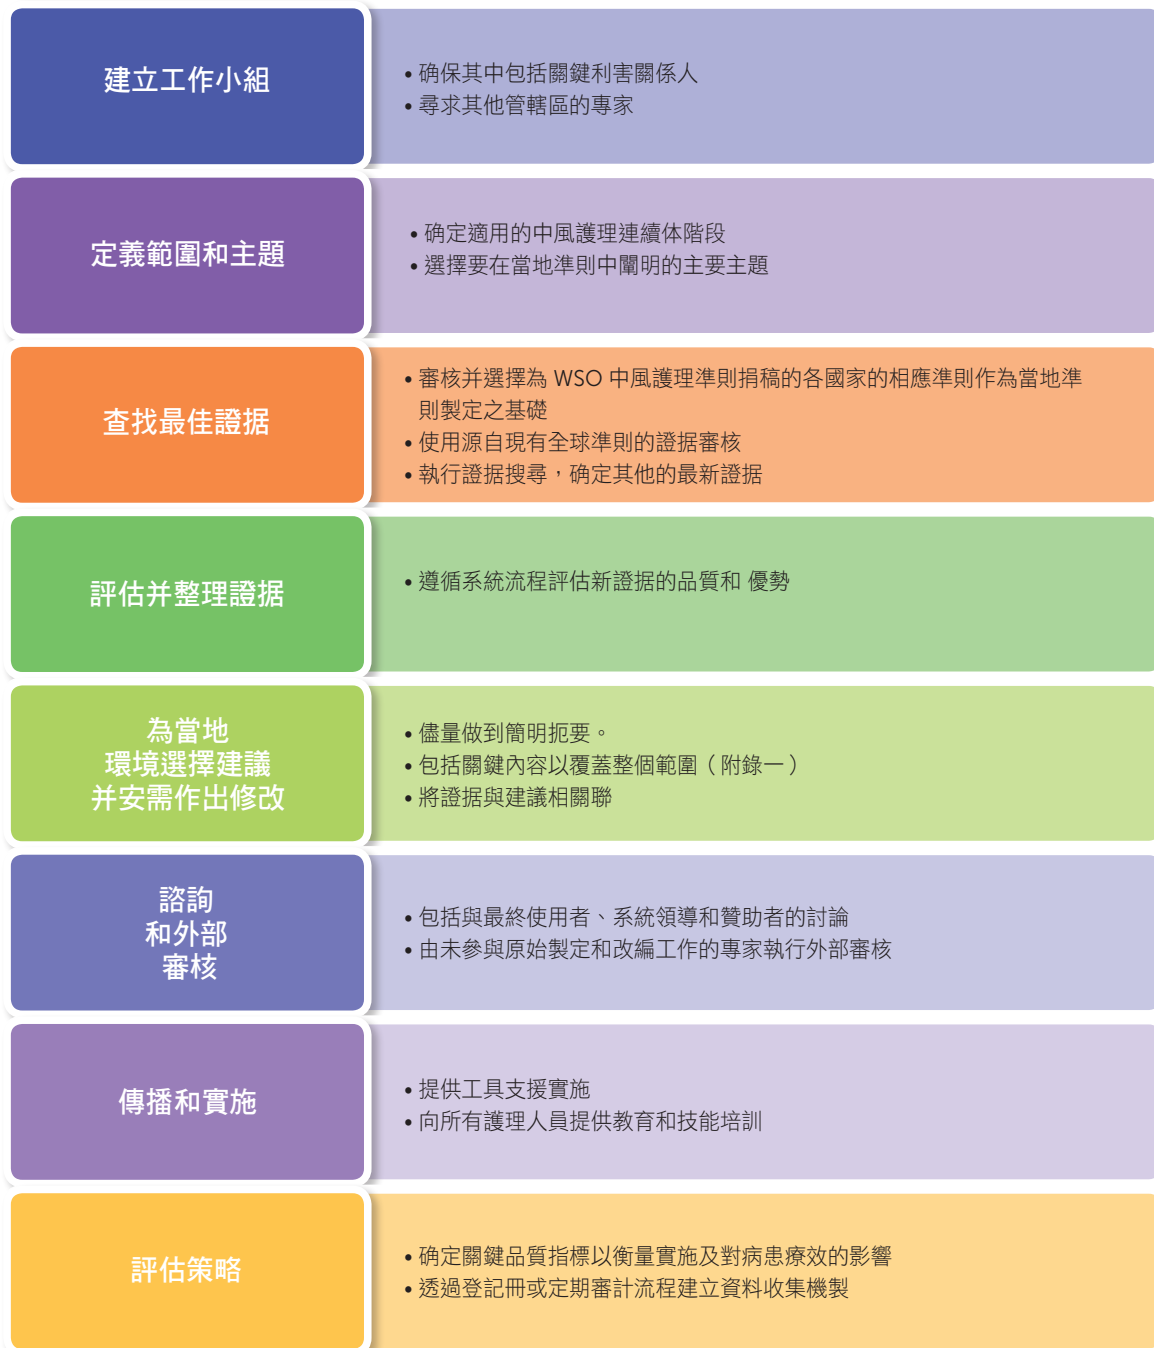 建立工作小組
• 确保其中包括關鍵利害關係人
• 尋求其他管轄區的專家
定義範圍和主題
• 确定適用的中風護理連續体階段
• 選擇要在當地準則中闡明的主要主題
查找最佳證据
• 審核并選擇為 WSO 中風護理準則捐稿的各國家的相應準則作為當地準
則製定之基礎
• 使用源自現有全球準則的證据審核
• 執行證据搜尋，确定其他的最新證据
評估并整理證据
• 遵循系統流程評估新證据的品質和 優勢
為當地
環境選擇建議
并安需作出修改
• 儘量做到簡明扼要。
• 包括關鍵內容以覆蓋整個範圍（附錄一）
• 將證据與建議相關聯
諮詢
和外部
審核
• 包括與最終使用者、系統領導和贊助者的討論
• 由未參與原始製定和改編工作的專家執行外部審核
傳播和實施
• 提供工具支援實施
• 向所有護理人員提供教育和技能培訓
評估策略
• 确定關鍵品質指標以衡量實施及對病患療效的影響
• 透過登記冊或定期審計流程建立資料收集機製